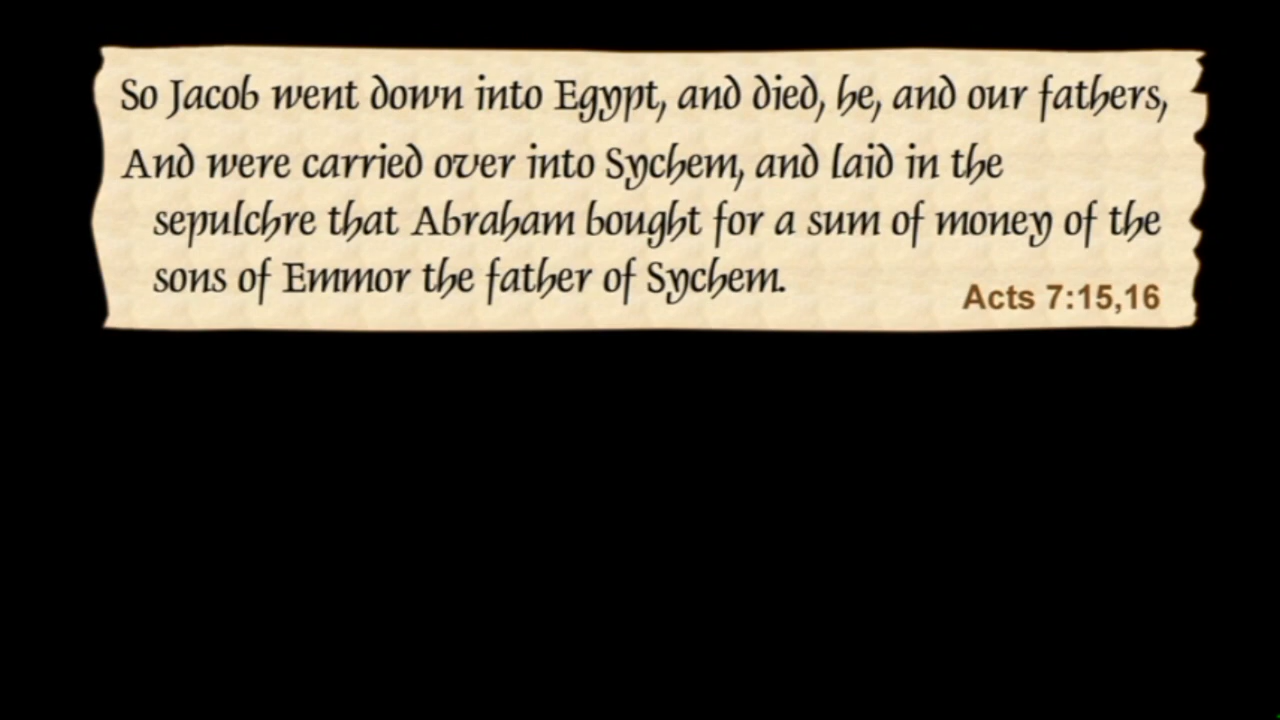 So Jacob went down into Egypt, and died, he, and our fathers,
And were carried over into Sychem, and laid in the
sepulchre that Abraham bought for a sum of money of the
sons of Emmor the father of Sychem.
Acts 7:15,16